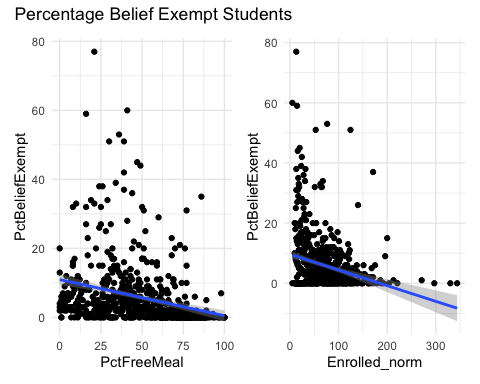 Percentage Belief Exempt Students
PctBeliefExempt
80
60
40
20
0
0 25 50 75 100
PctFreeMeal
PctBeliefExempt
80
60
40
20
0
0 100 200 300
Enrolled_norm